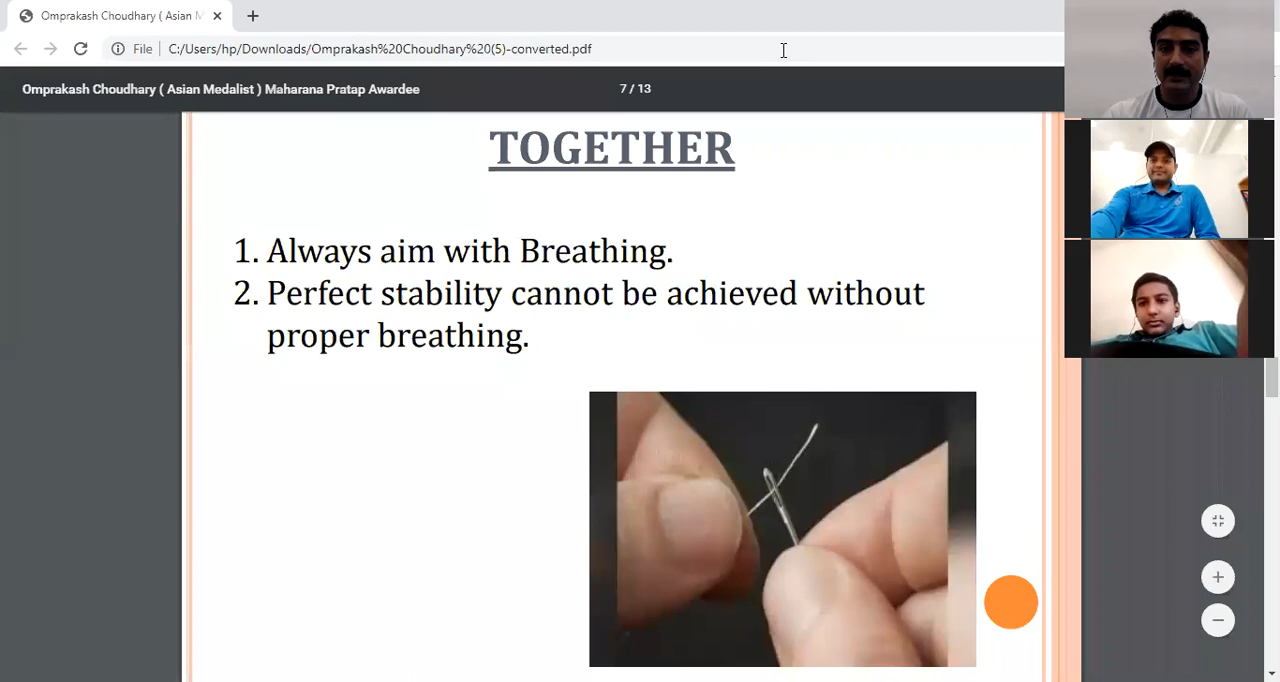 Omprakash Choudhary ( Asian M
File C:/Users/hp/Downloads/Omprakash%20Choudhary%20(5)-converted.pdf
Omprakash Choudhary ( Asian Medalist ) Maharana Pratap Awardee 7 / 13
TOGETHER
1. Always aim with Breathing.
2. Perfect stability cannot be achieved without
proper breathing.